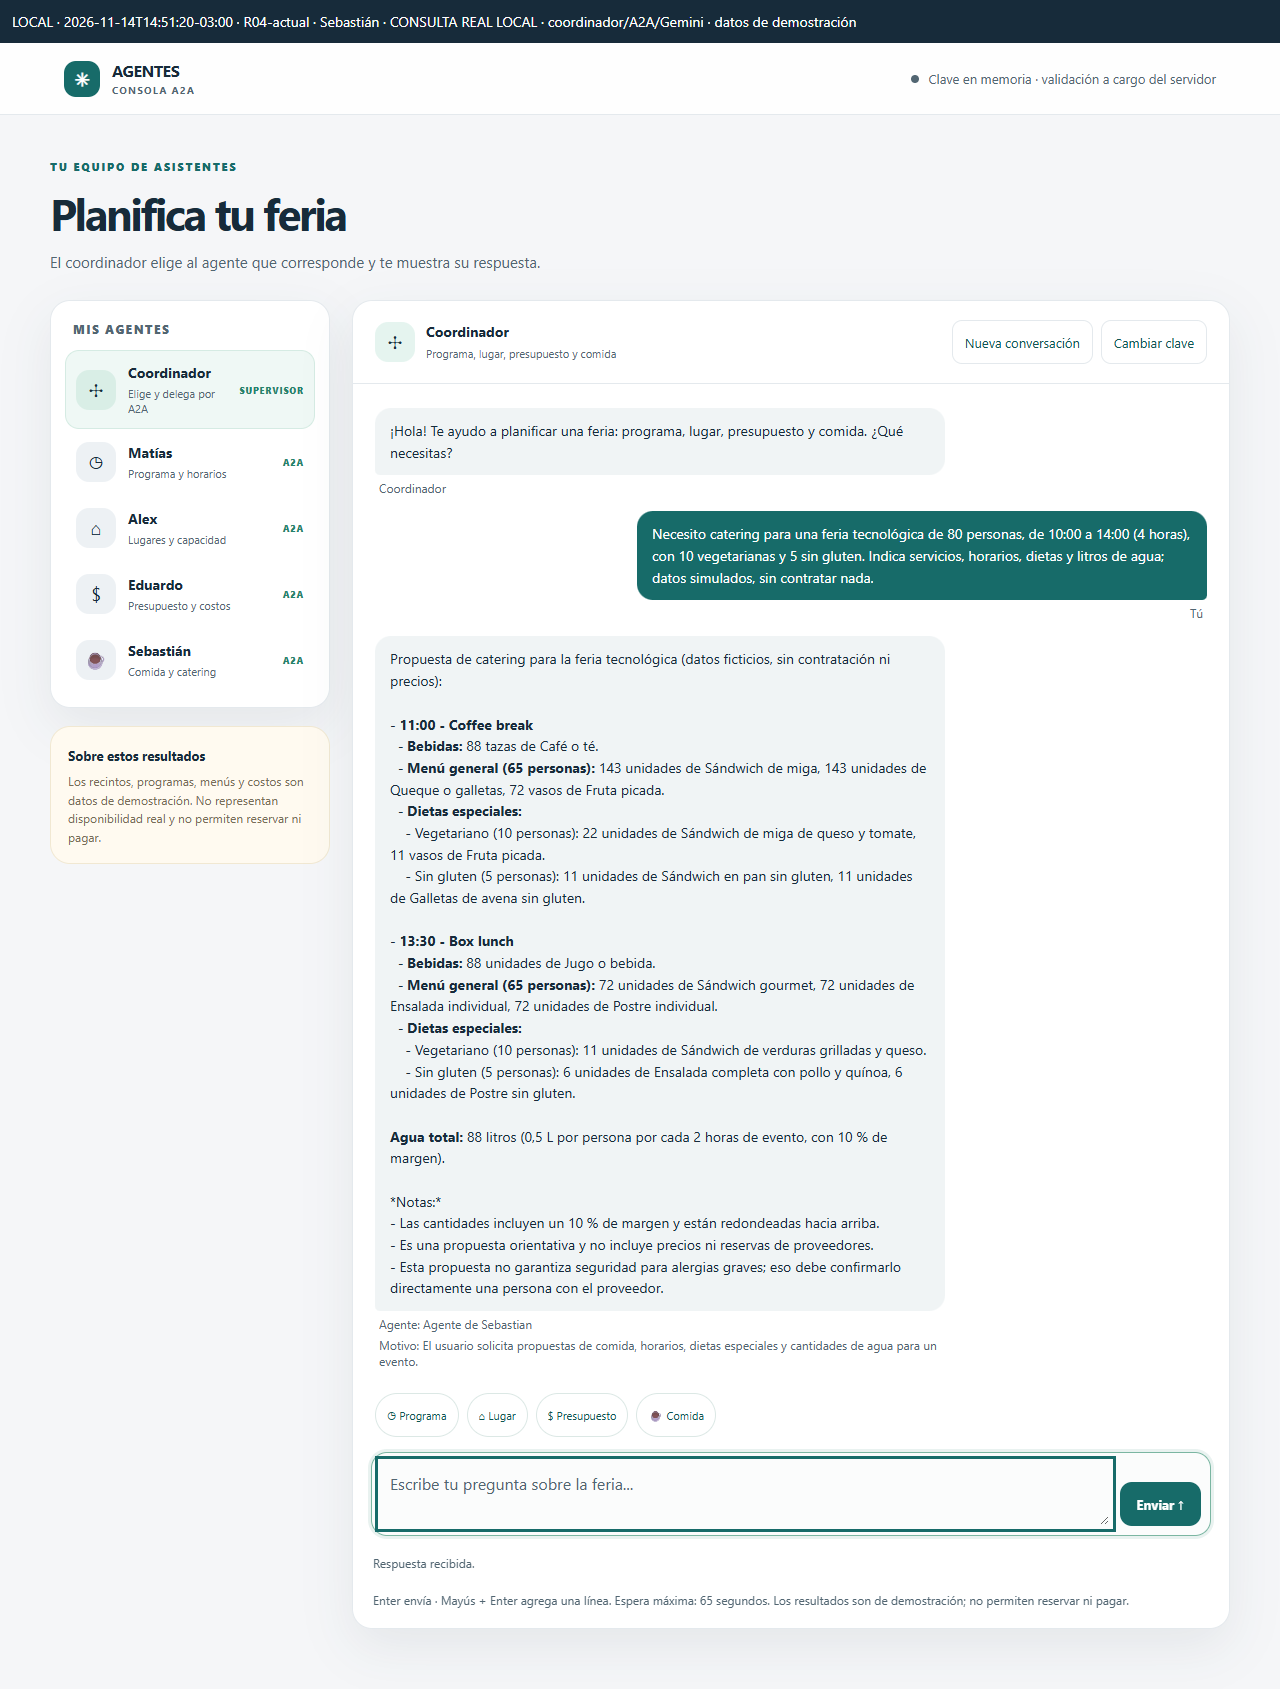 LOCAL · 2026-11-14T14:51:20-03:00 · R04-actual · Sebastián · CONSULTA REAL LOCAL · coordinador/A2A/Gemini · datos de demostración
AGENTES
CONSOLA A2A
Clave en memoria · validación a cargo del servidor
TU EQUIPO DE ASISTENTES
Planifica tu feria
El coordinador elige al agente que corresponde y te muestra su respuesta.
MIS AGENTES
Coordinador
Elige y delega por
A2A
SUPERVISOR
Matías
Programa y horarios
A2A
Alex
Lugares y capacidad
A2A
Eduardo
Presupuesto y costos
A2A
Sebastián
Comida y catering
A2A
Sobre estos resultados
Los recintos, programas, menús y costos son
datos de demostración. No representan
disponibilidad real y no permiten reservar ni
pagar.
Coordinador
Programa, lugar, presupuesto y comida
Nueva conversación
Cambiar clave
¡Hola! Te ayudo a planificar una feria: programa, lugar, presupuesto y comida. ¿Qué
necesitas?
Coordinador
Necesito catering para una feria tecnológica de 80 personas, de 10:00 a 14:00 (4 horas),
con 10 vegetarianas y 5 sin gluten. Indica servicios, horarios, dietas y litros de agua;
datos simulados, sin contratar nada.
Tú
Propuesta de catering para la feria tecnológica (datos ficticios, sin contratación ni
precios):
- 11:00 - Coffee break
- Bebidas: 88 tazas de Café o té.
- Menú general (65 personas): 143 unidades de Sándwich de miga, 143 unidades de
Queque o galletas, 72 vasos de Fruta picada.
- Dietas especiales:
- Vegetariano (10 personas): 22 unidades de Sándwich de miga de queso y tomate,
11 vasos de Fruta picada.
- Sin gluten (5 personas): 11 unidades de Sándwich en pan sin gluten, 11 unidades
de Galletas de avena sin gluten.
- 13:30 - Box lunch
- Bebidas: 88 unidades de Jugo o bebida.
- Menú general (65 personas): 72 unidades de Sándwich gourmet, 72 unidades de
Ensalada individual, 72 unidades de Postre individual.
- Dietas especiales:
- Vegetariano (10 personas): 11 unidades de Sándwich de verduras grilladas y queso.
- Sin gluten (5 personas): 6 unidades de Ensalada completa con pollo y quínoa, 6
unidades de Postre sin gluten.
Agua total: 88 litros (0,5 L por persona por cada 2 horas de evento, con 10 % de
margen).
*Notas:*
- Las cantidades incluyen un 10 % de margen y están redondeadas hacia arriba.
- Es una propuesta orientativa y no incluye precios ni reservas de proveedores.
- Esta propuesta no garantiza seguridad para alergias graves; eso debe confirmarlo
directamente una persona con el proveedor.
Agente: Agente de Sebastian
Motivo: El usuario solicita propuestas de comida, horarios, dietas especiales y cantidades de agua para un
evento.
Programa
Lugar
$ Presupuesto
Comida
Escribe tu pregunta sobre la feria...
Enviar ↑
Respuesta recibida.
Enter envía · Mayús + Enter agrega una línea. Espera máxima: 65 segundos. Los resultados son de demostración; no permiten reservar ni pagar.